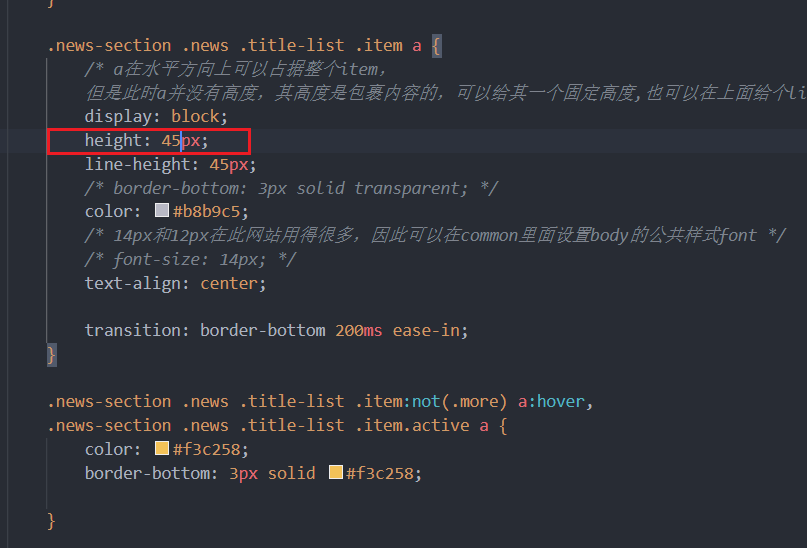 }
.news-section .news .title-list .item a {
/* a在水平方向上可以占据整个item,
但是此时a并没有高度，其高度是包裹内容的，可以给其一个固定高度,也可以在上面给个li
display: block;
height: 45px;
line-height: 45px;
/* border-bottom: 3px solid transparent; */
color: #b8b9c5;
/* 14px和12px在此网站用得很多，因此可以在common里面设置body的公共样式font */
/* font-size: 14px; */
text-align: center;
transition: border-bottom 200ms ease-in;
}
.news-section .news .title-list .item:not(.more) a:hover,
.news-section .news .title-list .item.active a {
color: #f3c258;
border-bottom: 3px solid #f3c258;
}